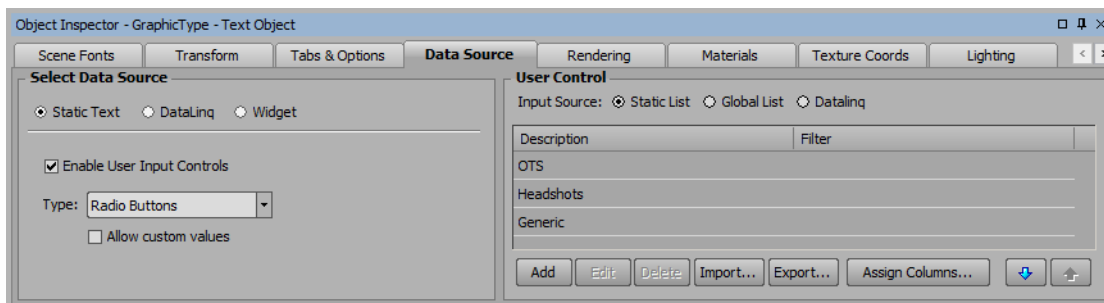 Object Inspector - GraphicType - Text Object
Scene Fonts Transform Tabs & Options Data Source Rendering Materials Texture Coords Lighting
Select Data Source
Static Text DataLinq Widget
Enable User Input Controls
Type: Radio Buttons
Allow custom values
User Control
Input Source: Static List Global List Datalinq
Description Filter
OTS
Headshots
Generic
Add Edit Delete Import... Export... Assign Columns...